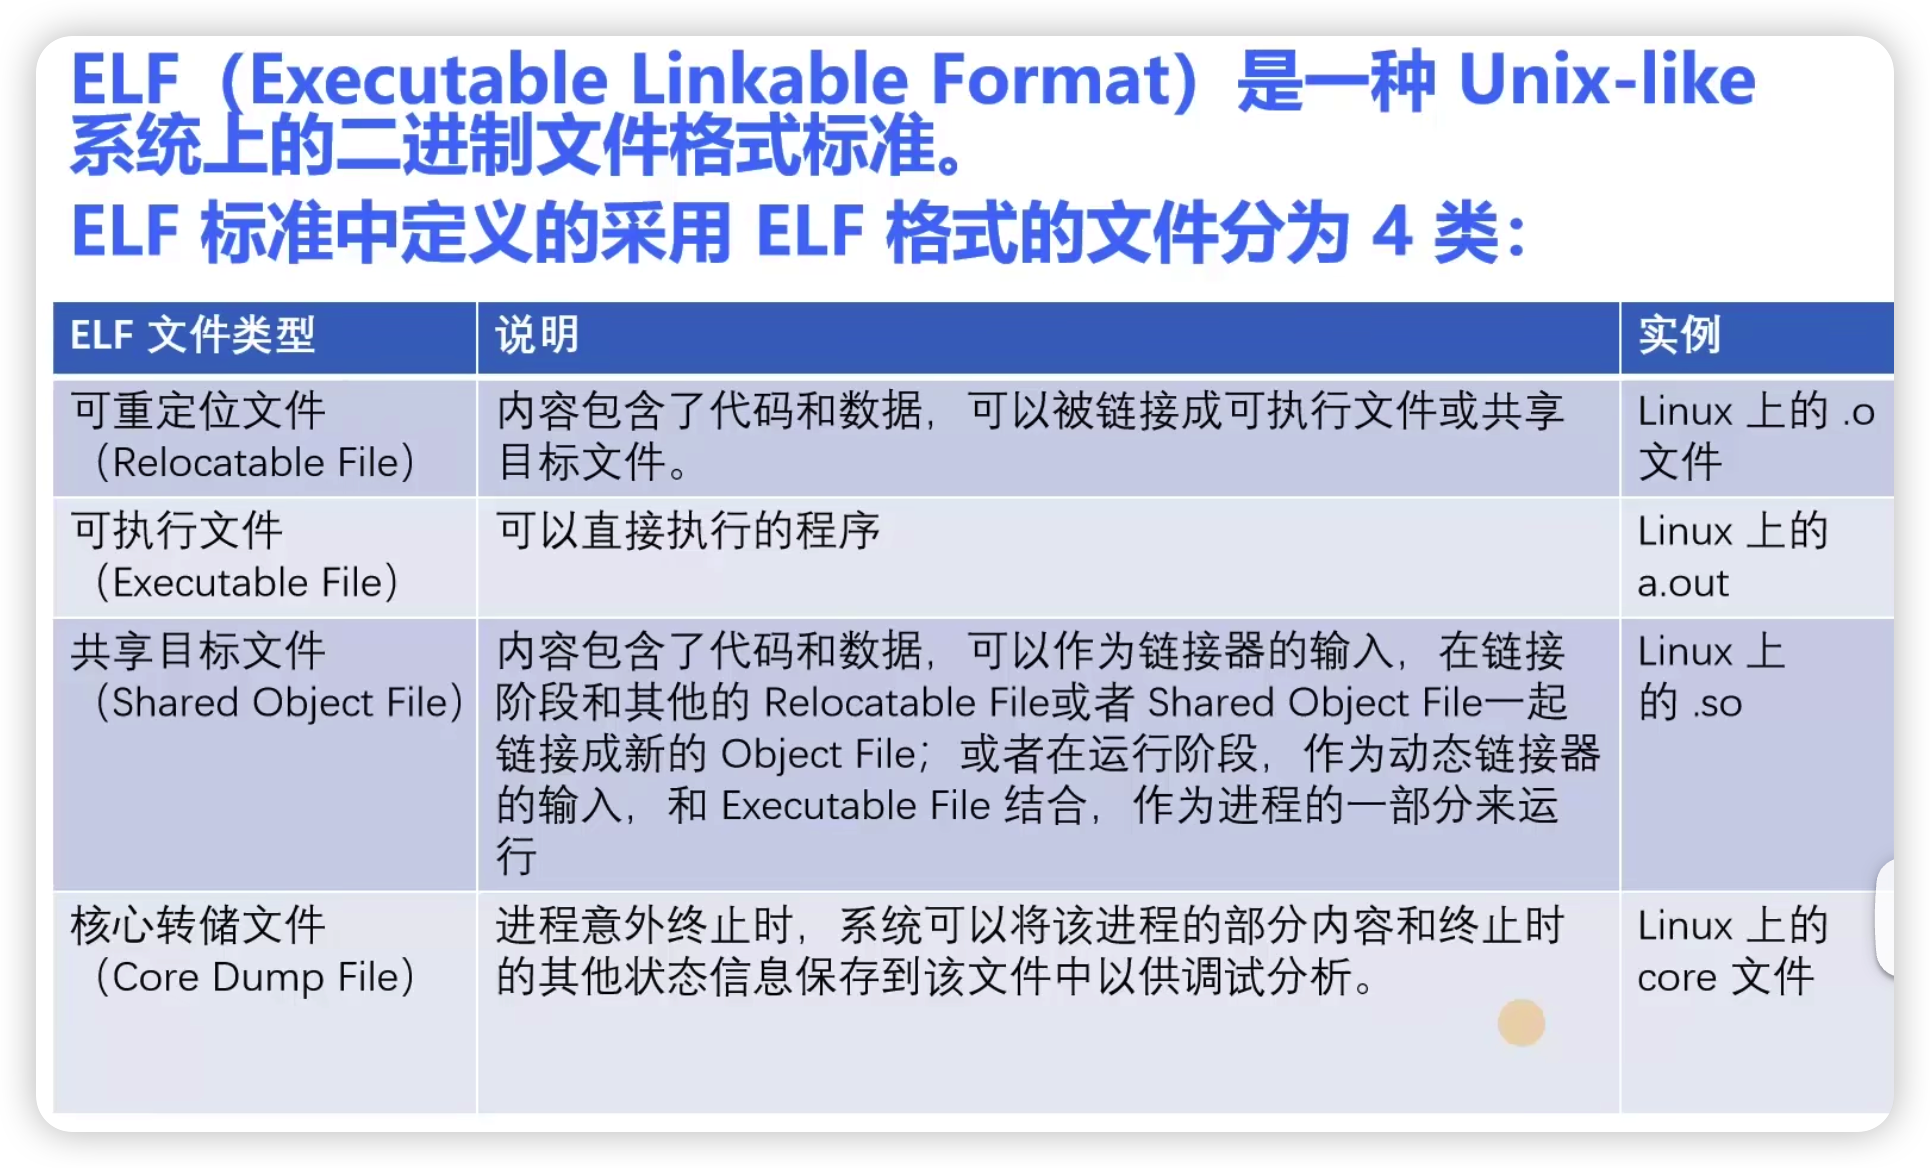 ELF（Executable Linkable Format）是一种 Unix-like
系统上的二进制文件格式标准。
ELF 标准中定义的采用 ELF 格式的文件分为 4 类：
ELF 文件类型
说明
实例
可重定位文件
（Relocatable File）
内容包含了代码和数据，可以被链接成可执行文件或共享
目标文件。
Linux 上的 .o
文件
可执行文件
（Executable File）
可以直接执行的程序
Linux 上的
a.out
共享目标文件
（Shared Object File）
内容包含了代码和数据，可以作为链接器的输入，在链接
阶段和其他的 Relocatable File或者 Shared Object File一起
链接成新的 Object File；或者在运行阶段，作为动态链接器
的输入，和 Executable File 结合，作为进程的一部分来运
行
Linux 上
的 .so
核心转储文件
（Core Dump File）
进程意外终止时，系统可以将该进程的部分内容和终止时
的其他状态信息保存到该文件中以供调试分析。
Linux 上的
core 文件